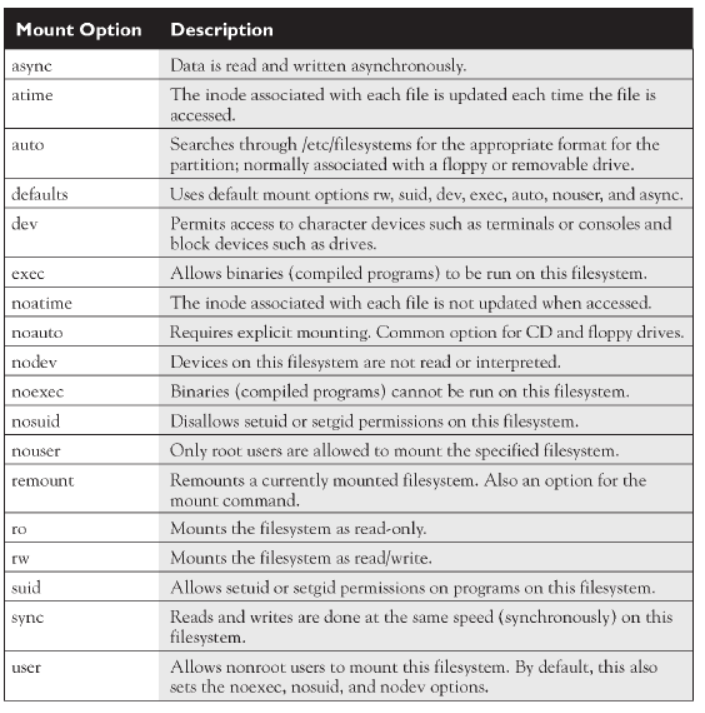 Mount Option Description
async Data is read and written asynchronously.
atime The inode associated with each file is updated each time the file is
accessed.
auto Searches through /etc/filesystems for the appropriate format for the
partition; normally associated with a floppy or removable drive.
defaults Uses default mount options rw, suid, dev, exec, auto, nouser, and async.
dev Permits access to character devices such as terminals or consoles and
block devices such as drives.
exec Allows binaries (compiled programs) to be run on this filesystem.
noatime The inode associated with each file is not updated when accessed.
noauto Requires explicit mounting. Common option for CD and floppy drives.
nodev Devices on this filesystem are not read or interpreted.
noexec Binaries (compiled programs) cannot be run on this filesystem.
nosuid Disallows setuid or setgid permissions on this filesystem.
nouser Only root users are allowed to mount the specified filesystem.
remount Remounts a currently mounted filesystem. Also an option for the
mount command.
ro Mounts the filesystem as read-only.
rw Mounts the filesystem as read/write.
suid Allows setuid or setgid permissions on programs on this filesystem.
sync Reads and writes are done at the same speed (synchronously) on this
filesystem.
user Allows nonroot users to mount this filesystem. By default, this also
sets the noexec, nosuid, and nodev options.